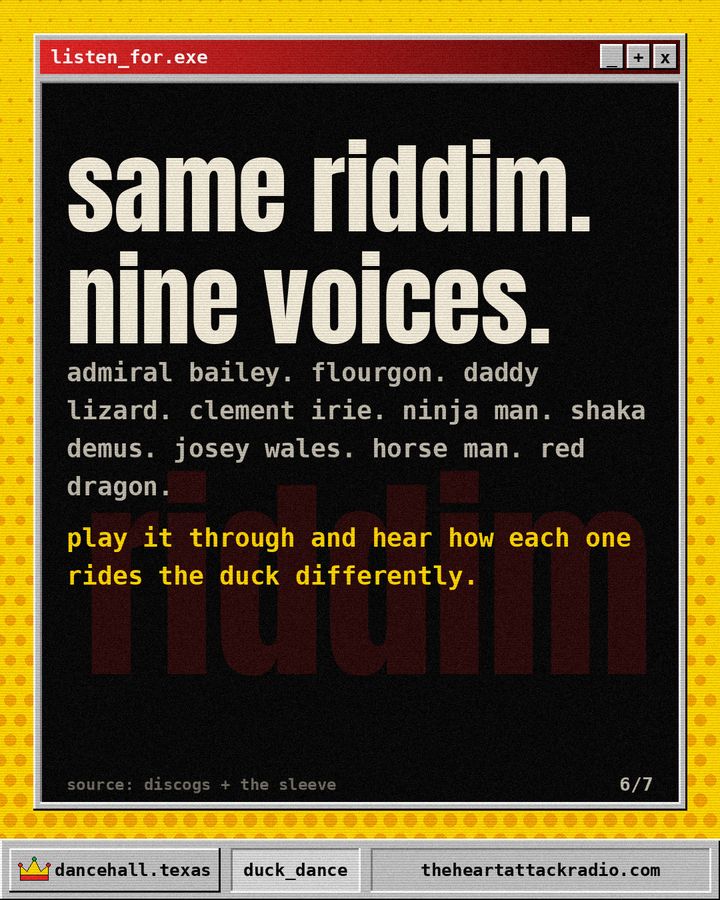 listen_for.exe
_ + x
same riddim.
nine voices.
admiral bailey. flourgon. daddy
lizard. clement irie. ninja man. shaka
demus. josey wales. horse man. red
dragon.
riddim
play it through and hear how each one
rides the duck differently.
source: discogs + the sleeve
6/7
dancehall.texas
duck_dance
theheartattackradio.com